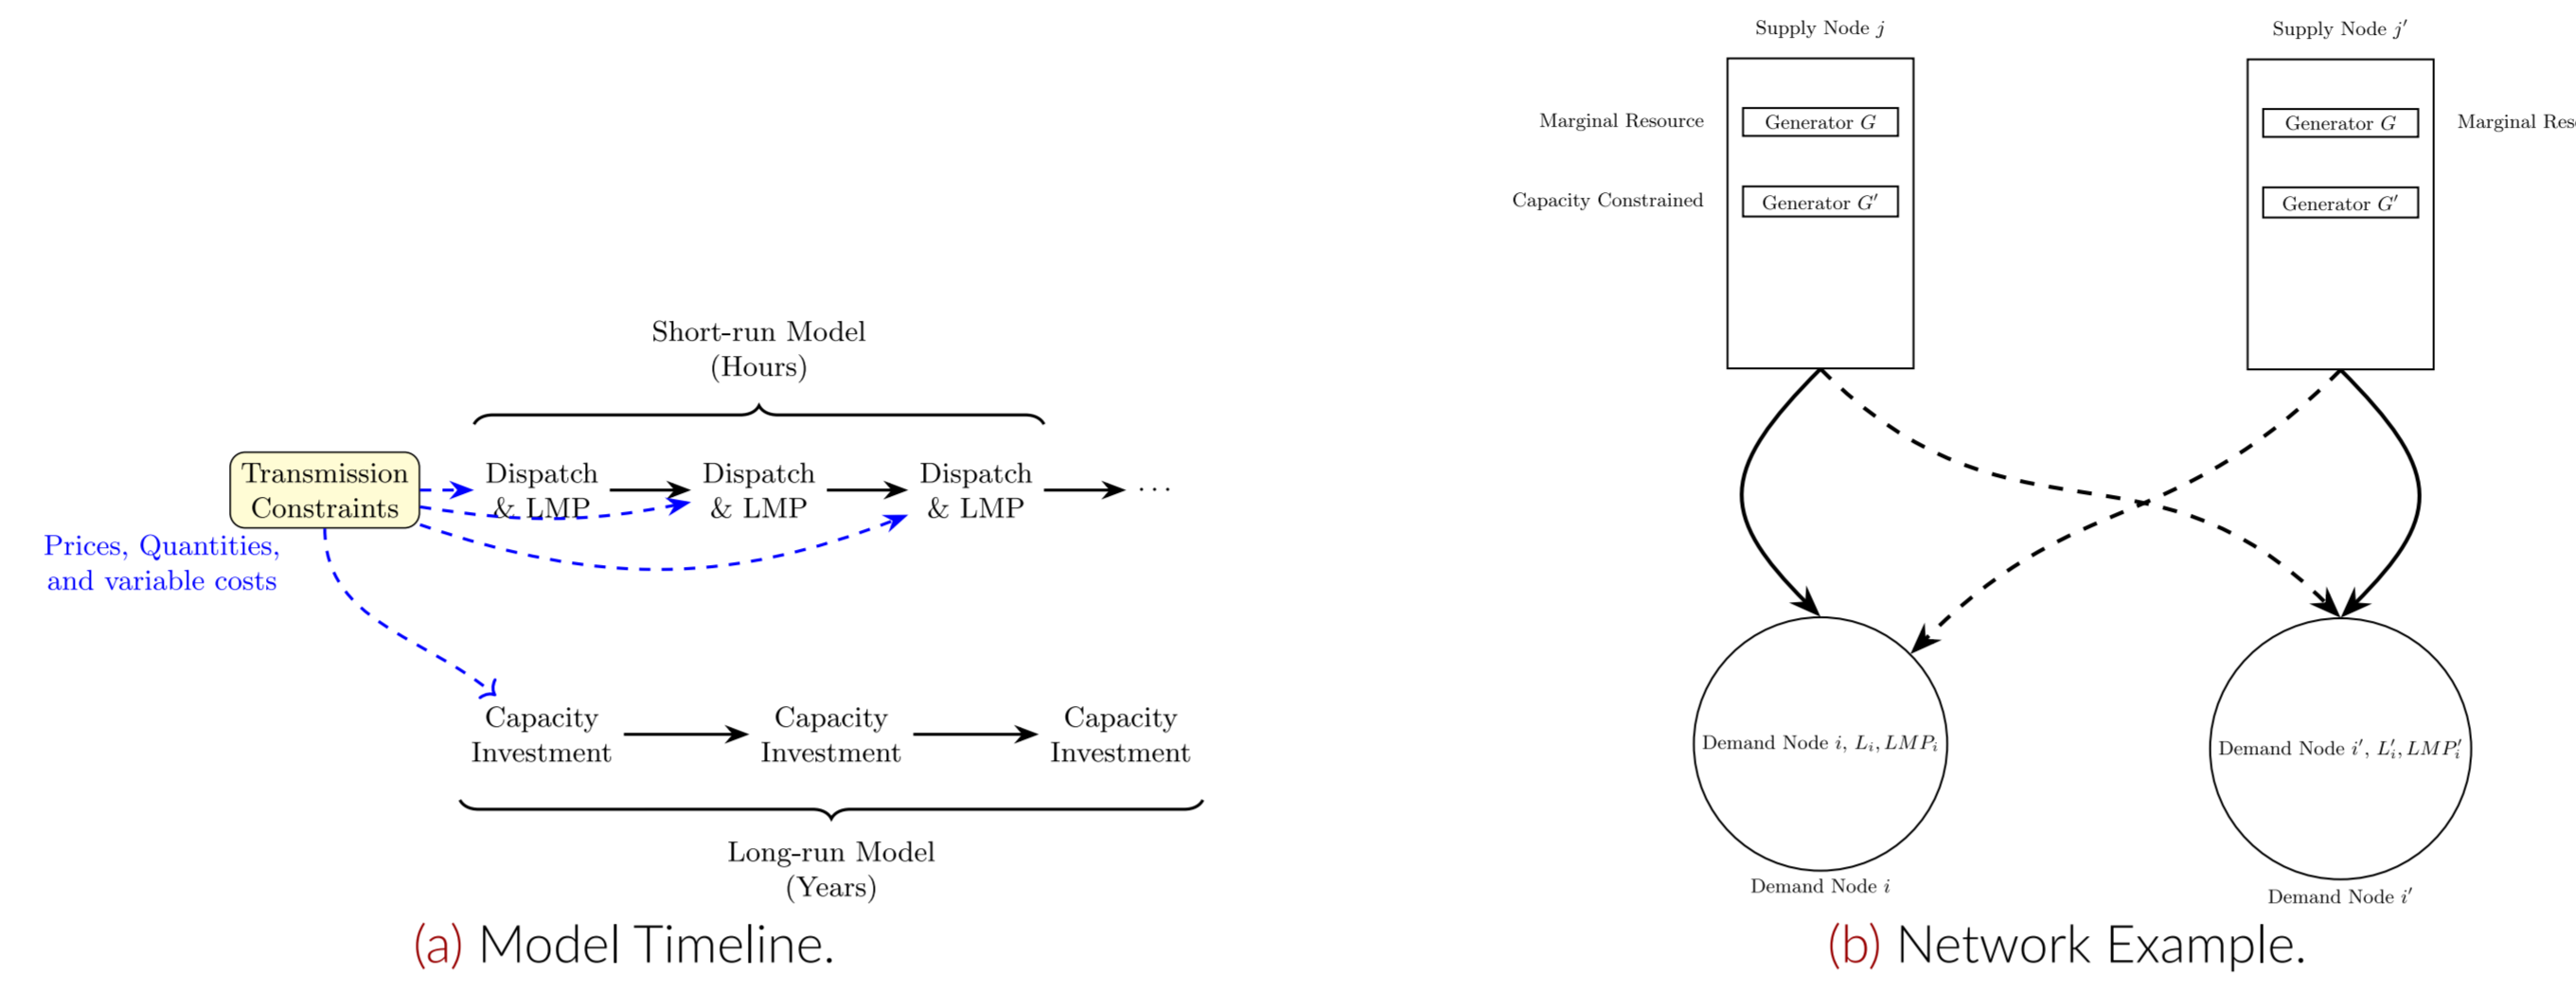 Short-run Model
(Hours)
Transmission
Constraints
Dispatch
& LMP
Dispatch
& LMP
Dispatch
& LMP
· · ·
Prices, Quantities,
and variable costs
Capacity
Investment
Capacity
Investment
Capacity
Investment
Long-run Model
(Years)
(a) Model Timeline.
Supply Node j
Marginal Resource
Generator G
Capacity Constrained
Generator G′
Supply Node j′
Generator G
Marginal Res
Generator G′
Demand Node i, L_i, LMP_i
Demand Node i
Demand Node i′, L′_i, LMP′_i
Demand Node i′
(b) Network Example.